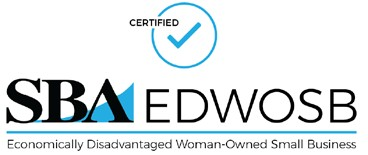 CERTIFIED
SBA EDWOSB
Economically Disadvantaged Woman-Owned Small Business